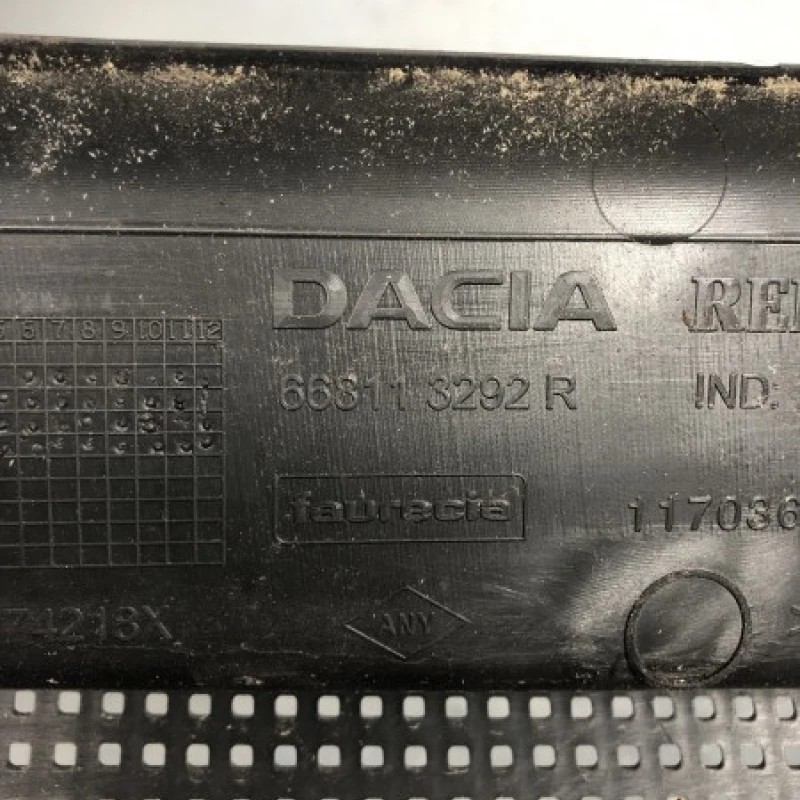 DACIA
5 6 7 8 9 10 11 12
66811 3292 R
IND:
faurecia
117036
74218X
ANY